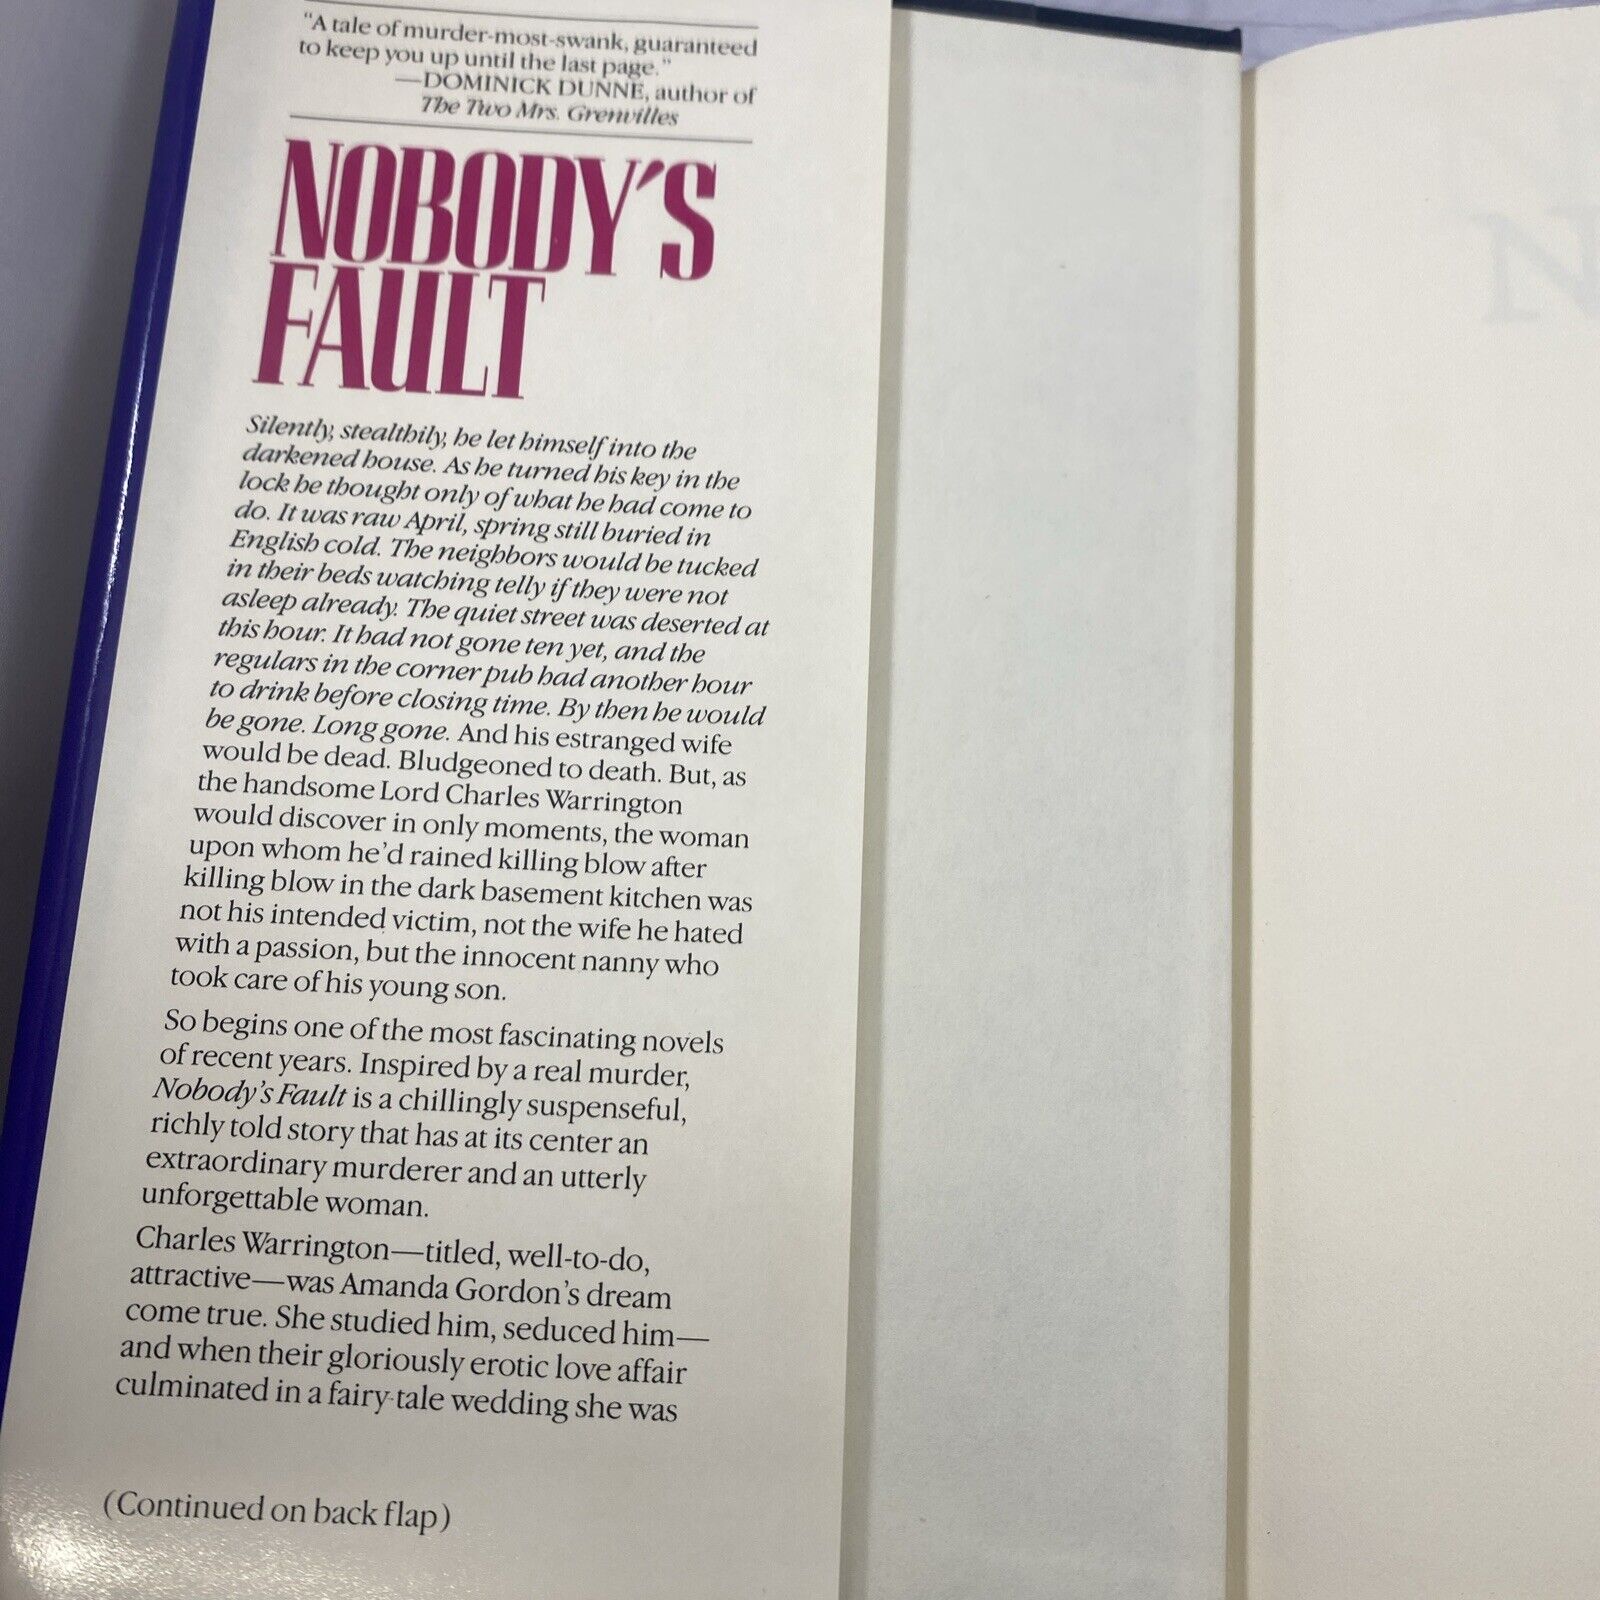 "A tale of murder-most-swank, guaranteed
to keep you up until the last page."
—DOMINICK DUNNE, author of
The Two Mrs. Grenvilles
NOBODY'S
FAULT
Silently, stealthily, he let himself into the
darkened house. As he turned his key in the
lock he thought only of what he had come to
do. It was raw April, spring still buried in
English cold. The neighbors would be tucked
in their beds watching telly if they were not
asleep already. The quiet street was deserted at
this hour. It had not gone ten yet, and the
regulars in the corner pub had another hour
to drink before closing time. By then he would
be gone. Long gone. And his estranged wife
would be dead. Bludgeoned to death. But, as
the handsome Lord Charles Warrington
would discover in only moments, the woman
upon whom he'd rained killing blow after
killing blow in the dark basement kitchen was
not his intended victim, not the wife he hated
with a passion, but the innocent nanny who
took care of his young son.
So begins one of the most fascinating novels
of recent years. Inspired by a real murder,
Nobody's Fault is a chillingly suspenseful,
richly told story that has at its center an
extraordinary murderer and an utterly
unforgettable woman.
Charles Warrington—titled, well-to-do,
attractive—was Amanda Gordon's dream
come true. She studied him, seduced him—
and when their gloriously erotic love affair
culminated in a fairy-tale wedding she was
(Continued on back flap)